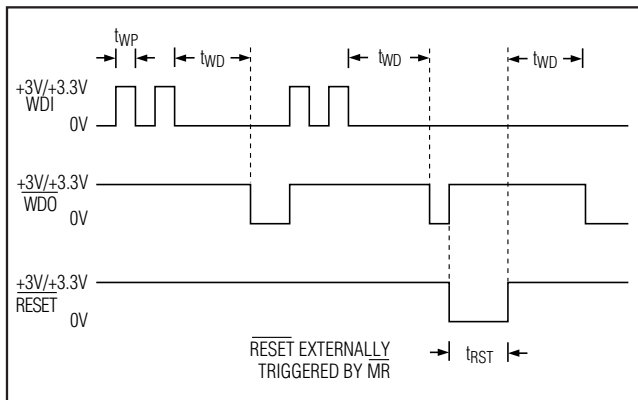 tWP
tWD
tWD
tWD
+3V/+3.3V
WDI
0V
+3V/+3.3V
WDO
0V
+3V/+3.3V
RESET
0V
RESET EXTERNALLY
TRIGGERED BY MR
tRST